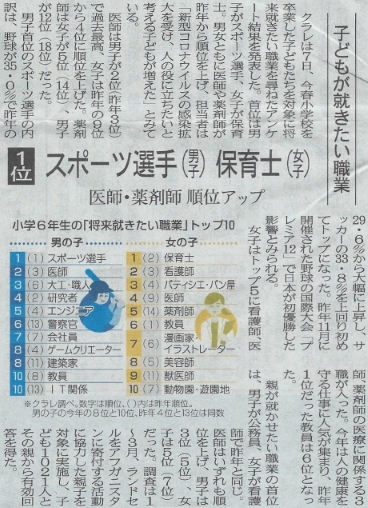 子どもが就きたい職業
クラレは7日、今春小学校を
卒業した子どもたちを対象に将
来就きたい職業を尋ねたアンケ
ート結果を発表した。首位は男
子がスポーツ選手、女子が保育
士、男女ともに医師や薬剤師が
昨年から順位を上げ、担当者は
「新型コロナウイルスの感染拡
大を受け、人の役に立ちたいと
考える子どもが増えた」とみて
いる。
医師は男子が2位(昨年3位)
で過去最高、女子は昨年の9位
から4位に順位を上げた。薬剤
師は女子が5位(14位)、男子
が12位(18位)だった。
男子首位のスポーツ選手の内
訳は、野球が35・0%で昨年の
1位 スポーツ選手(男子) 保育士(女子)
医師・薬剤師 順位アップ
小学6年生の「将来就きたい職業」トップ10
男の子
1 (1) スポーツ選手
2 (3) 医師
3 (6) 大工・職人
4 (2) 研究者
5 (4) エンジニア
6 (13) 警察官
7 (7) 会社員
8 (4) ゲームクリエーター
8 (11) 建築家
10 (8) 教員
10 (13) IT関係
女の子
1 (2) 保育士
2 (3) 看護師
3 (4) パティシエ・パン屋
4 (9) 医師
5 (14) 薬剤師
6 (1) 教員
7 (6) 漫画家
イラストレーター
8 (5) 美容師
9 (11) 獣医師
10 (7) 動物園・遊園地
※クラレ調べ。数字は順位、()内は昨年順位。
男の子の今年の8位と10位、昨年4位と13位は同数
29・6%から大幅に上昇し、サ
ッカーの33・8%を上回り初め
てトップになった。昨年11月に
開催された野球の国際大会「プ
レミア12」で日本が初優勝した
影響とみられる。
女子はトップ5に看護師、医
師、薬剤師の医療に関係する3
職が入った。今年は人の健康を
守る仕事に人気が集まり、昨年
1位だった教員は6位となっ
た。
親が就かせたい職業の首位
は、男子が公務員、女子が看護
師で昨年と同じ。
医師はいずれも順
位を上げ、男子は
3位(5位)、女
子は5位(7位)
だった。調査は1
～3月、ランドセ
ルをアフガニスタ
ンに寄付する活動
に協力した親子を
対象に実施し、子
ども1021人と
その親ら有効回
答を得た。